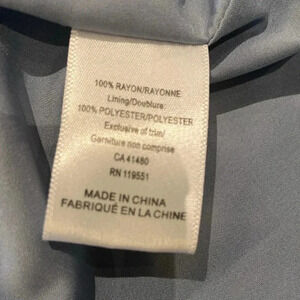 100% RAYON/RAYONNE
Lining/Doublure:
100% POLYESTER/POLYESTER
Exclusive of trim/
Garniture non comprise
CA 41480
RN 119551
MADE IN CHINA
FABRIQUÉ EN LA CHINE